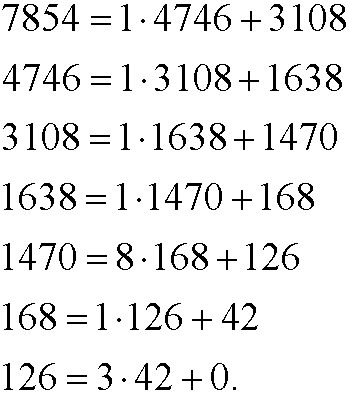 7854 = 1·4746 + 3108
4746 = 1·3108 + 1638
3108 = 1·1638 + 1470
1638 = 1·1470 + 168
1470 = 8·168 + 126
168 = 1·126 + 42
126 = 3·42 + 0.